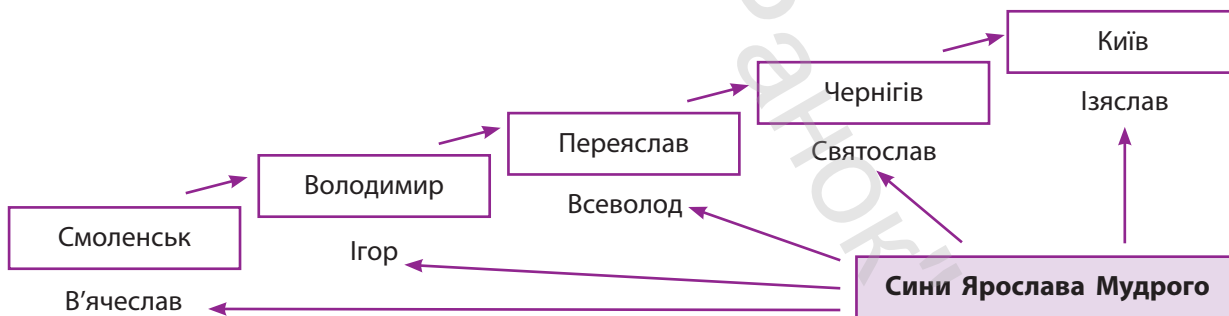 Київ
Ізяслав
Чернігів
Святослав
Переяслав
Всеволод
Володимир
Ігор
Смоленськ
В’ячеслав
Сини Ярослава Мудрого